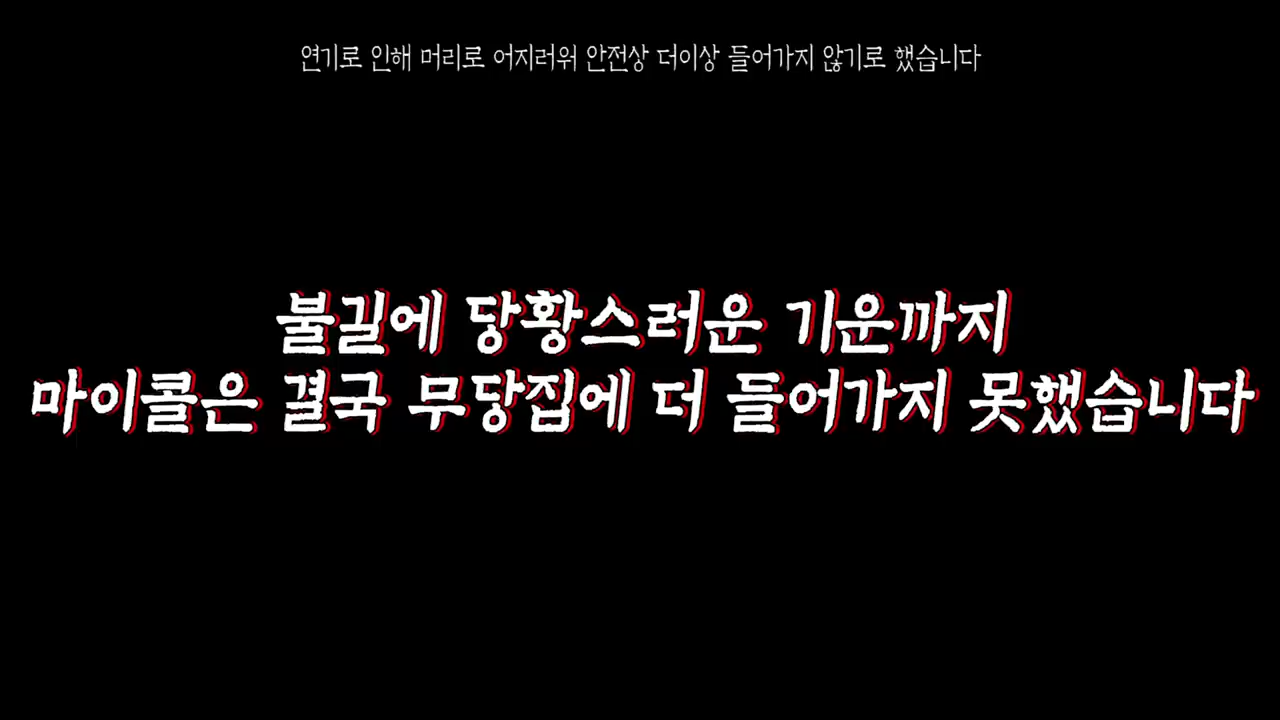 연기로 인해 머리로 어지러워 안전상 더이상 들어가지 않기로 했습니다
불길에 당황스러운 기운까지
마이콜은 결국 무당집에 더 들어가지 못했습니다